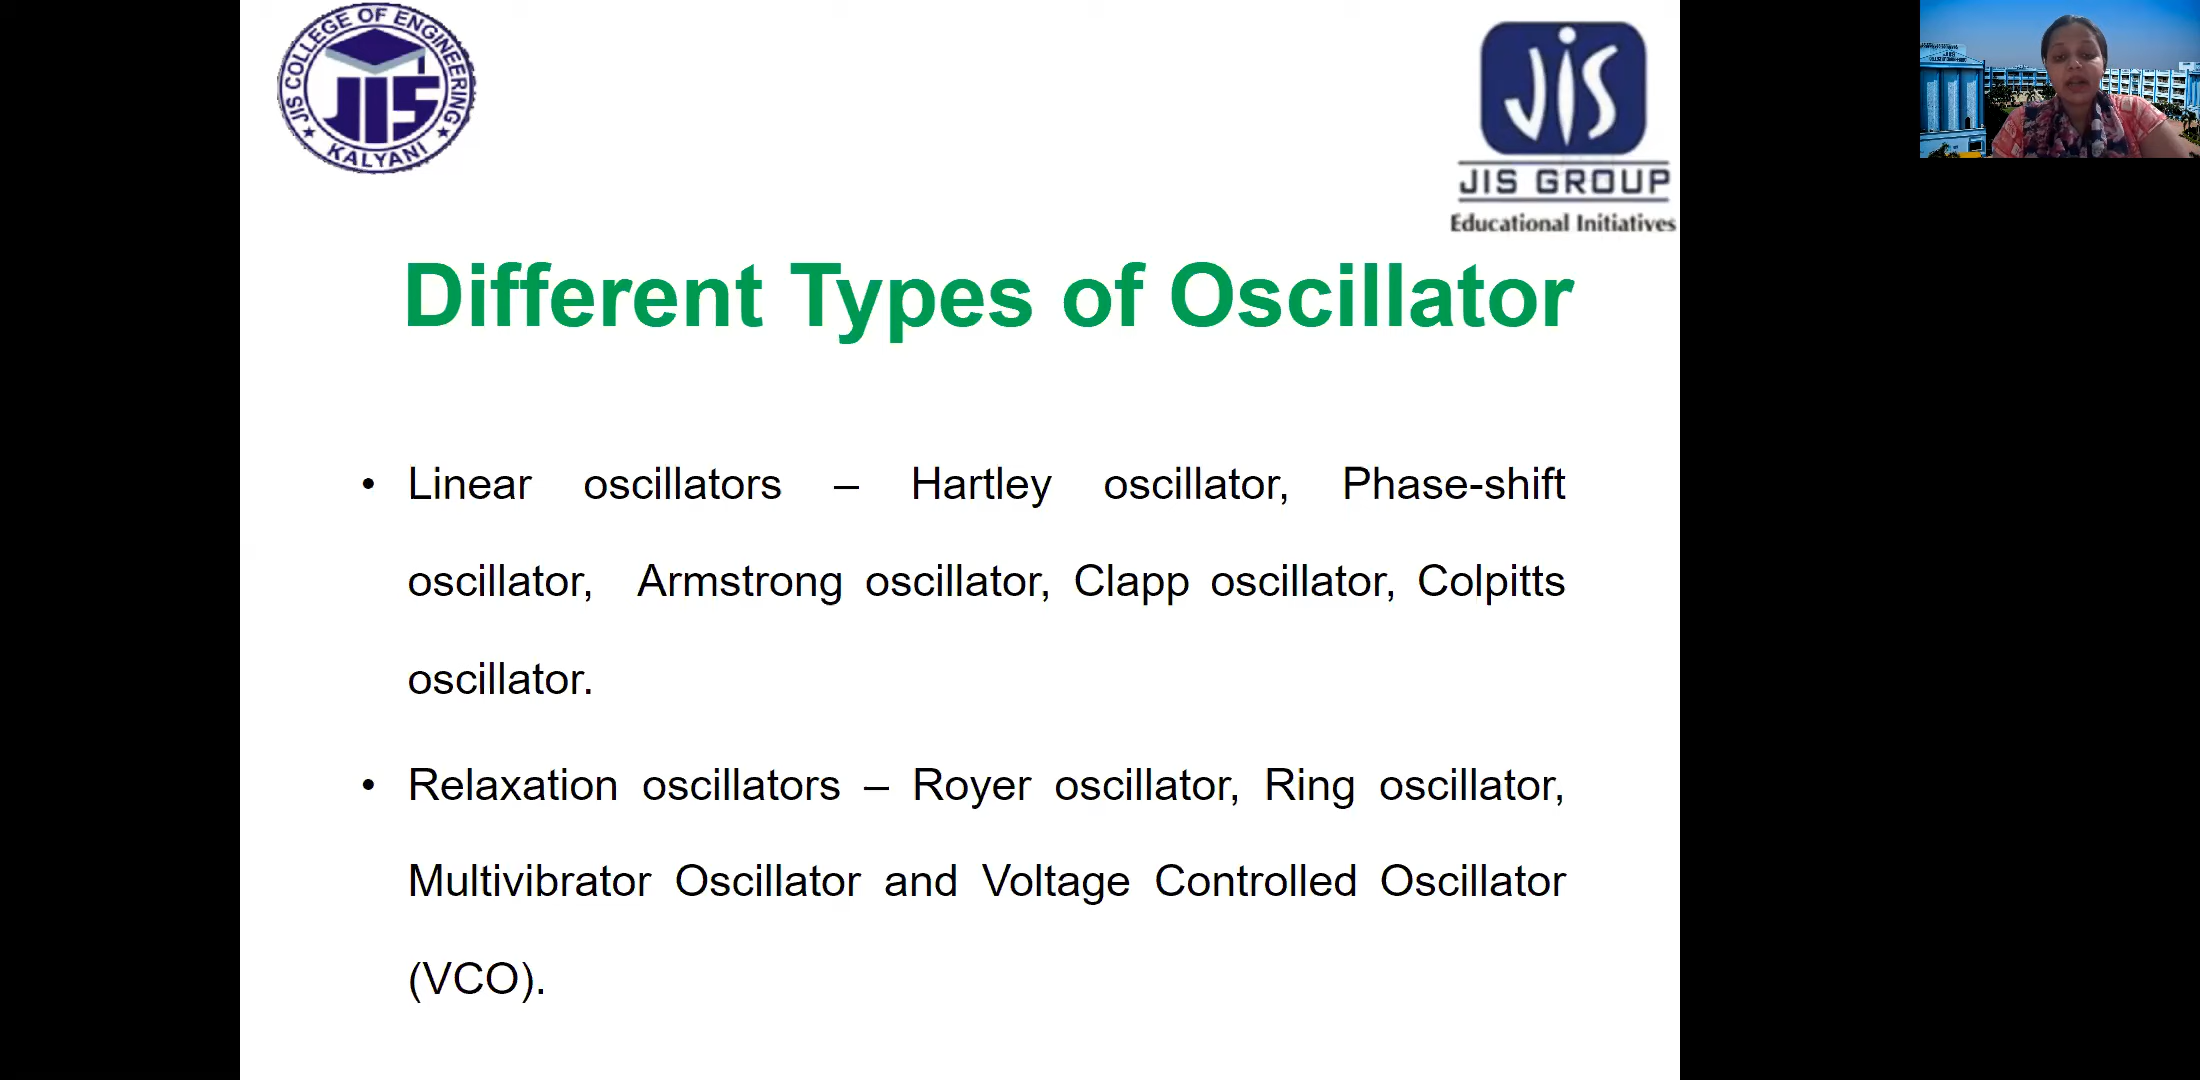 JIS COLLEGE OF ENGINEERING
JIS
KALYANI
JIS
JIS GROUP
Educational Initiatives
Different Types of Oscillator
• Linear oscillators – Hartley oscillator, Phase-shift
oscillator, Armstrong oscillator, Clapp oscillator, Colpitts
oscillator.
• Relaxation oscillators – Royer oscillator, Ring oscillator,
Multivibrator Oscillator and Voltage Controlled Oscillator
(VCO).